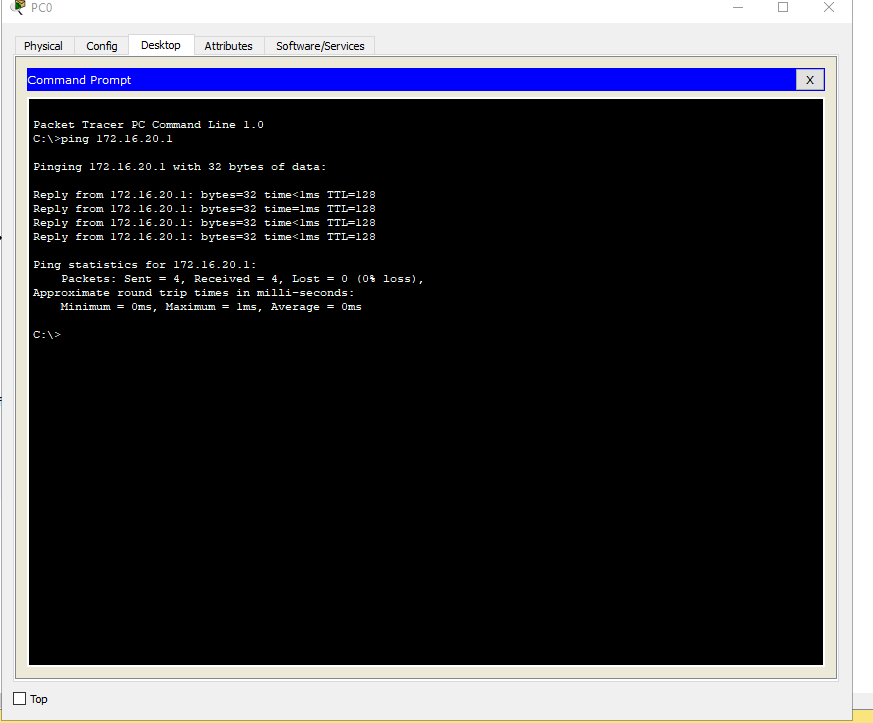 PC0
Physical Config Desktop Attributes Software/Services
Command Prompt X
Packet Tracer PC Command Line 1.0
C:\>ping 172.16.20.1
Pinging 172.16.20.1 with 32 bytes of data:
Reply from 172.16.20.1: bytes=32 time<1ms TTL=128
Reply from 172.16.20.1: bytes=32 time=1ms TTL=128
Reply from 172.16.20.1: bytes=32 time<1ms TTL=128
Reply from 172.16.20.1: bytes=32 time<1ms TTL=128
Ping statistics for 172.16.20.1:
Packets: Sent = 4, Received = 4, Lost = 0 (0% loss),
Approximate round trip times in milli-seconds:
Minimum = 0ms, Maximum = 1ms, Average = 0ms
C:\>
Top